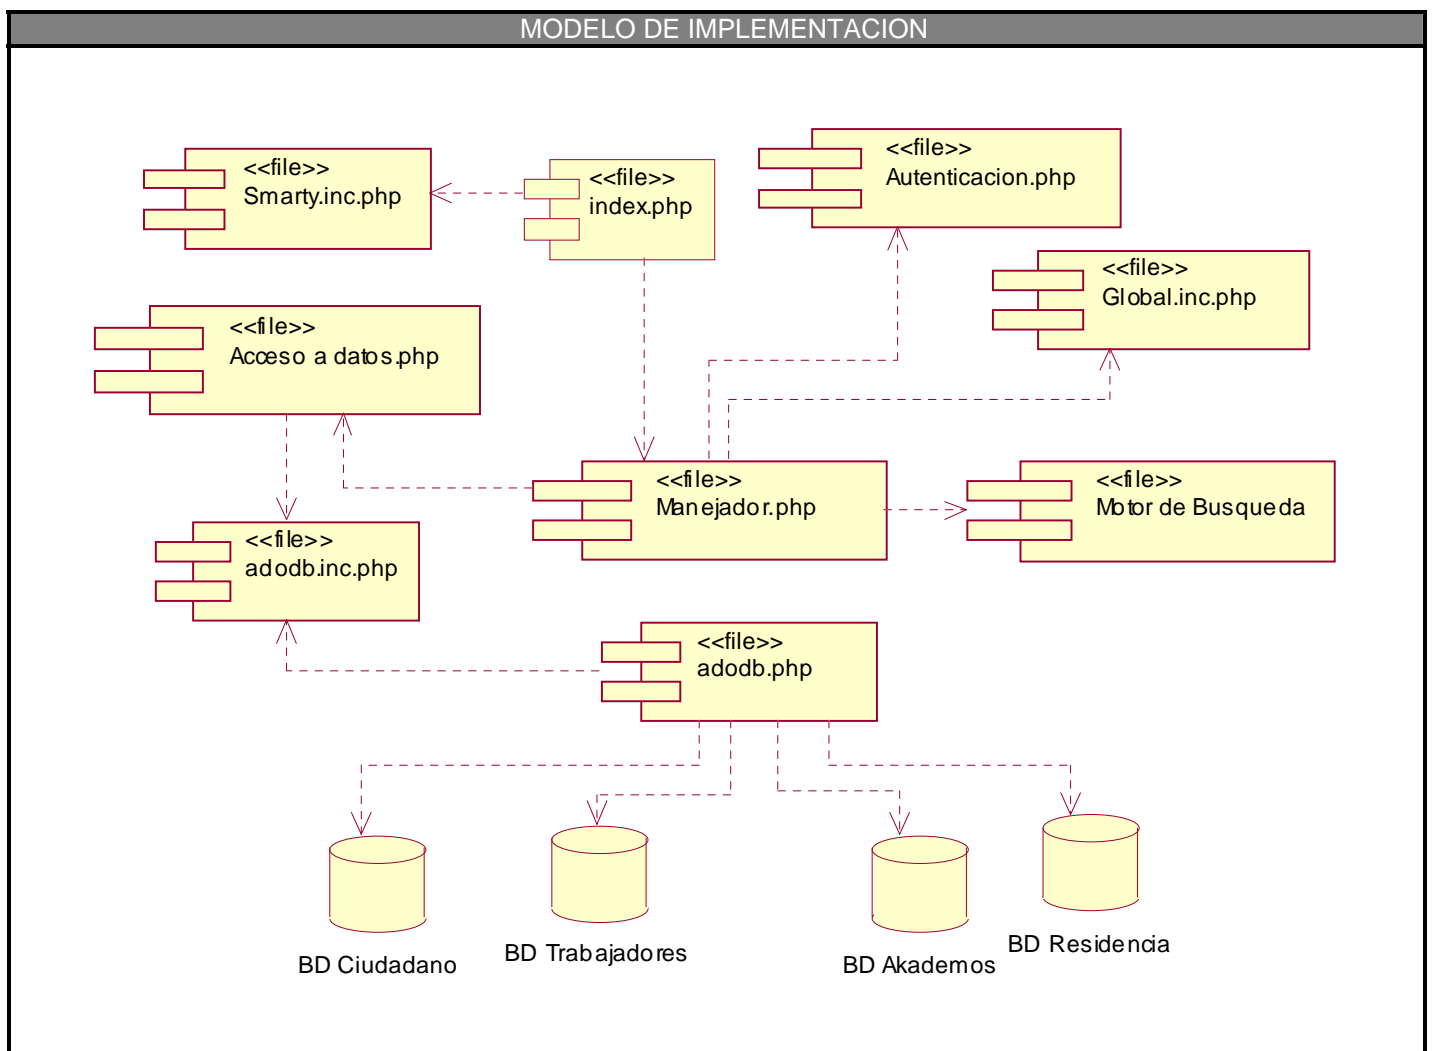 MODELO DE IMPLEMENTACION
<<file>>
Smarty.inc.php
<<file>>
index.php
<<file>>
Autenticacion.php
<<file>>
Global.inc.php
<<file>>
Acceso a datos.php
<<file>>
Manejador.php
<<file>>
Motor de Busqueda
<<file>>
adodb.inc.php
<<file>>
adodb.php
BD Ciudadano
BD Trabajadores
BD Akademos
BD Residencia